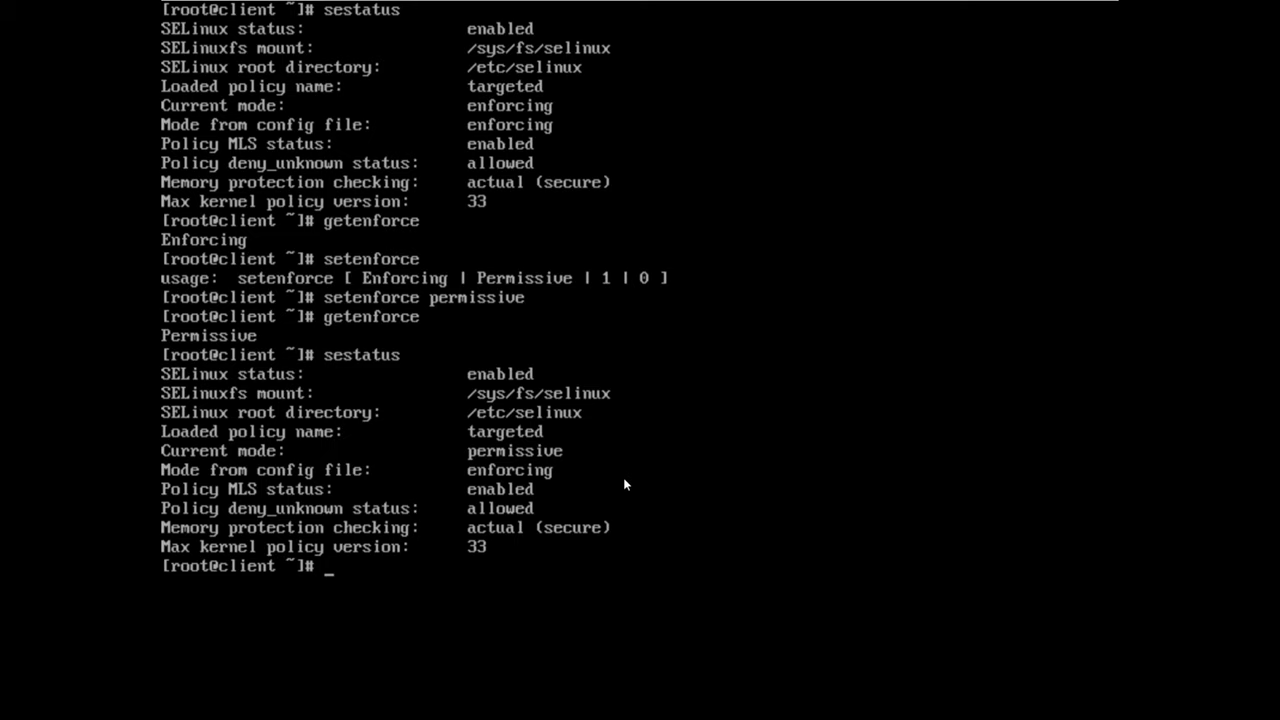 [root@client ~]# sestatus
SELinux status:                 enabled
SELinuxfs mount:                /sys/fs/selinux
SELinux root directory:         /etc/selinux
Loaded policy name:             targeted
Current mode:                   enforcing
Mode from config file:          enforcing
Policy MLS status:              enabled
Policy deny_unknown status:     allowed
Memory protection checking:     actual (secure)
Max kernel policy version:      33
[root@client ~]# getenforce
Enforcing
[root@client ~]# setenforce
usage:  setenforce [ Enforcing | Permissive | 1 | 0 ]
[root@client ~]# setenforce permissive
[root@client ~]# getenforce
Permissive
[root@client ~]# sestatus
SELinux status:                 enabled
SELinuxfs mount:                /sys/fs/selinux
SELinux root directory:         /etc/selinux
Loaded policy name:             targeted
Current mode:                   permissive
Mode from config file:          enforcing
Policy MLS status:              enabled
Policy deny_unknown status:     allowed
Memory protection checking:     actual (secure)
Max kernel policy version:      33
[root@client ~]# _